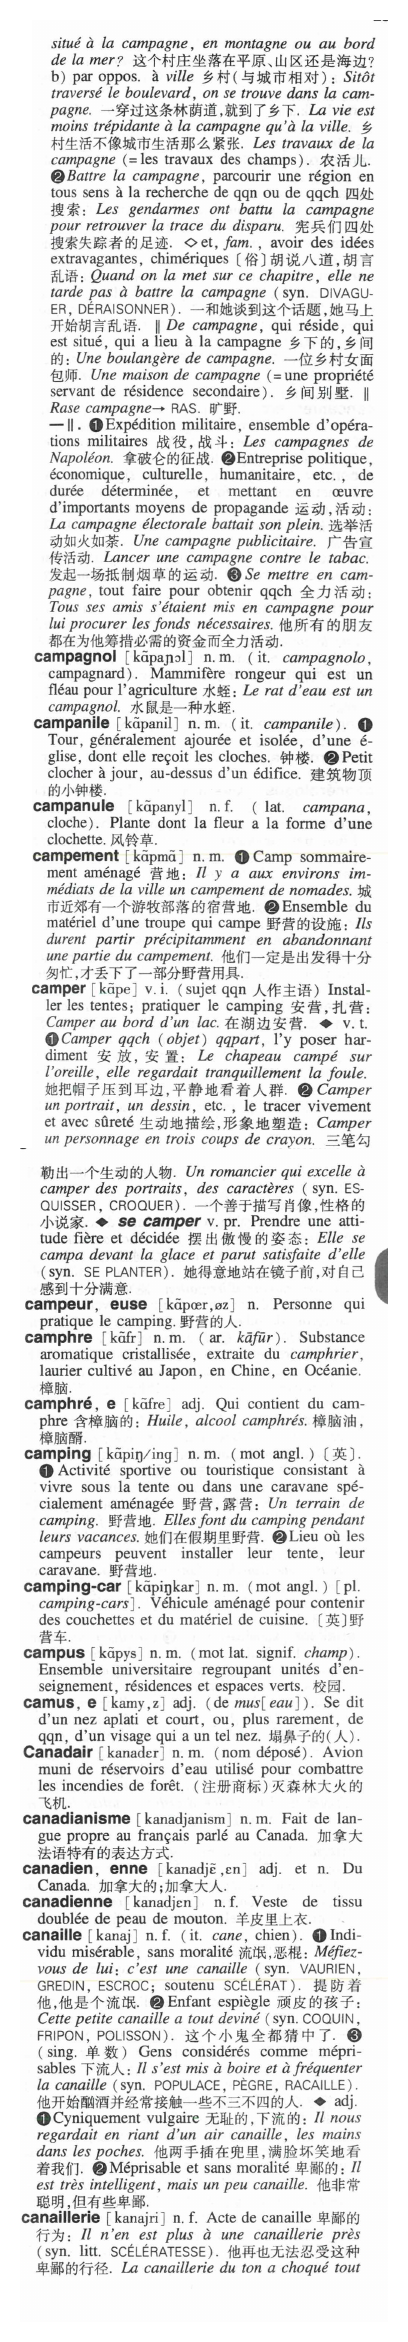 situé à la campagne, en montagne ou au bord
de la mer? 这个村庄坐落在平原、山区还是海边?
b) par oppos. à ville 乡村(与城市相对): Sitôt
traversé le boulevard, on se trouve dans la cam-
pagne. 一穿过这条林荫道,就到了乡下. La vie est
moins trépidante à la campagne qu'à la ville. 乡
村生活不像城市生活那么紧张. Les travaux de la
campagne (=les travaux des champs). 农活儿.
❷Battre la campagne, parcourir une région en
tous sens à la recherche de qqn ou de qqch 四处
搜索: Les gendarmes ont battu la campagne
pour retrouver la trace du disparu. 宪兵们四处
搜索失踪者的足迹. ◇et, fam., avoir des idées
extravagantes, chimériques〔俗〕胡说八道,胡言
乱语: Quand on la met sur ce chapitre, elle ne
tarde pas à battre la campagne (syn. DIVAGU-
ER, DÉRAISONNER). 一和她谈到这个话题,她马上
开始胡言乱语. ‖ De campagne, qui réside, qui
est situé, qui a lieu à la campagne 乡下的,乡间
的: Une boulangère de campagne. 一位乡村女面
包师. Une maison de campagne (=une propriété
servant de résidence secondaire). 乡间别墅. ‖
Rase campagne→ RAS. 旷野.
—Ⅱ. ❶Expédition militaire, ensemble d'opéra-
tions militaires 战役,战斗: Les campagnes de
Napoléon. 拿破仑的征战. ❷Entreprise politique,
économique, culturelle, humanitaire, etc., de
durée déterminée, et mettant en œuvre
d'importants moyens de propagande 运动,活动:
La campagne électorale battait son plein. 选举活
动如火如荼. Une campagne publicitaire. 广告宣
传活动. Lancer une campagne contre le tabac.
发起一场抵制烟草的运动. ❸Se mettre en cam-
pagne, tout faire pour obtenir qqch 全力活动:
Tous ses amis s'étaient mis en campagne pour
lui procurer les fonds nécessaires. 他所有的朋友
都在为他筹措必需的资金而全力活动.
campagnol [kɑ̃paɲɔl] n. m. (it. campagnolo,
campagnard). Mammifère rongeur qui est un
fléau pour l'agriculture 水䶄: Le rat d'eau est un
campagnol. 水鼠是一种水䶄.
campanile [kɑ̃panil] n. m. (it. campanile). ❶
Tour, généralement ajourée et isolée, d'une é-
glise, dont elle reçoit les cloches. 钟楼. ❷Petit
clocher à jour, au-dessus d'un édifice. 建筑物顶
的小钟楼.
campanule [kɑ̃panyl] n. f. (lat. campana,
cloche). Plante dont la fleur a la forme d'une
clochette. 风铃草.
campement [kɑ̃pmɑ̃] n. m. ❶Camp sommaire-
ment aménagé 营地: Il y a aux environs im-
médiats de la ville un campement de nomades. 城
市近郊有一个游牧部落的宿营地. ❷Ensemble du
matériel d'une troupe qui campe 野营的设施: Ils
durent partir précipitamment en abandonnant
une partie du campement. 他们一定是出发得十分
匆忙,才丢下了一部分野营用具.
camper [kɑ̃pe] v. i. (sujet qqn 人作主语) Instal-
ler les tentes; pratiquer le camping 安营,扎营:
Camper au bord d'un lac. 在湖边安营. ◆ v. t.
❶Camper qqch (objet) qqpart, l'y poser har-
diment 安放,安置: Le chapeau campé sur
l'oreille, elle regardait tranquillement la foule.
她把帽子压到耳边,平静地看着人群. ❷Camper
un portrait, un dessin, etc., le tracer vivement
et avec sûreté 生动地描绘,形象地塑造: Camper
un personnage en trois coups de crayon. 三笔勾
勒出一个生动的人物. Un romancier qui excelle à
camper des portraits, des caractères (syn. ES-
QUISSER, CROQUER). 一个善于描写肖像,性格的
小说家. ◆ se camper v. pr. Prendre une atti-
tude fière et décidée 摆出傲慢的姿态: Elle se
campa devant la glace et parut satisfaite d'elle
(syn. SE PLANTER). 她得意地站在镜子前,对自己
感到十分满意.
campeur, euse [kɑ̃pœr,øz] n. Personne qui
pratique le camping. 野营的人.
camphre [kɑ̃fr] n. m. (ar. kāfūr). Substance
aromatique cristallisée, extraite du camphrier,
laurier cultivé au Japon, en Chine, en Océanie.
樟脑.
camphré, e [kɑ̃fre] adj. Qui contient du cam-
phre 含樟脑的: Huile, alcool camphrés. 樟脑油,
樟脑酊.
camping [kɑ̃piŋ/iŋg] n. m. (mot angl.)〔英〕.
❶Activité sportive ou touristique consistant à
vivre sous la tente ou dans une caravane spé-
cialement aménagée 野营,露营: Un terrain de
camping. 野营地. Elles font du camping pendant
leurs vacances. 她们在假期里野营. ❷Lieu où les
campeurs peuvent installer leur tente, leur
caravane. 野营地.
camping-car [kɑ̃piŋkar] n. m. (mot angl.) [pl.
camping-cars]. Véhicule aménagé pour contenir
des couchettes et du matériel de cuisine.〔英〕野
营车.
campus [kɑ̃pys] n. m. (mot lat. signif. champ).
Ensemble universitaire regroupant unités d'en-
seignement, résidences et espaces verts. 校园.
camus, e [kamy,z] adj. (de mus[eau]). Se dit
d'un nez aplati et court, ou, plus rarement, de
qqn, d'un visage qui a un tel nez. 塌鼻子的(人).
Canadair [kanadɛr] n. m. (nom déposé). Avion
muni de réservoirs d'eau utilisé pour combattre
les incendies de forêt. (注册商标)灭森林大火的
飞机.
canadianisme [kanadjanism] n. m. Fait de lan-
gue propre au français parlé au Canada. 加拿大
法语特有的表达方式.
canadien, enne [kanadjɛ̃,ɛn] adj. et n. Du
Canada. 加拿大的;加拿大人.
canadienne [kanadjɛn] n. f. Veste de tissu
doublée de peau de mouton. 羊皮里上衣.
canaille [kanaj] n. f. (it. cane, chien). ❶Indi-
vidu misérable, sans moralité 流氓,恶棍: Méfiez-
vous de lui: c'est une canaille (syn. VAURIEN,
GREDIN, ESCROC; soutenu SCÉLÉRAT). 提防着
他,他是个流氓. ❷Enfant espiègle 顽皮的孩子:
Cette petite canaille a tout deviné (syn. COQUIN,
FRIPON, POLISSON). 这个小鬼全都猜中了. ❸
(sing. 单数) Gens considérés comme mépri-
sables 下流人: Il s'est mis à boire et à fréquenter
la canaille (syn. POPULACE, PÈGRE, RACAILLE).
他开始酗酒并经常接触一些不三不四的人. ◆ adj.
❶Cyniquement vulgaire 无耻的,下流的: Il nous
regardait en riant d'un air canaille, les mains
dans les poches. 他两手插在兜里,满脸坏笑地看
着我们. ❷Méprisable et sans moralité 卑鄙的: Il
est très intelligent, mais un peu canaille. 他非常
聪明,但有些卑鄙.
canaillerie [kanajri] n. f. Acte de canaille 卑鄙的
行为: Il n'en est plus à une canaillerie près
(syn. litt. SCÉLÉRATESSE). 他再也无法忍受这种
卑鄙的行径. La canaillerie du ton a choqué tout